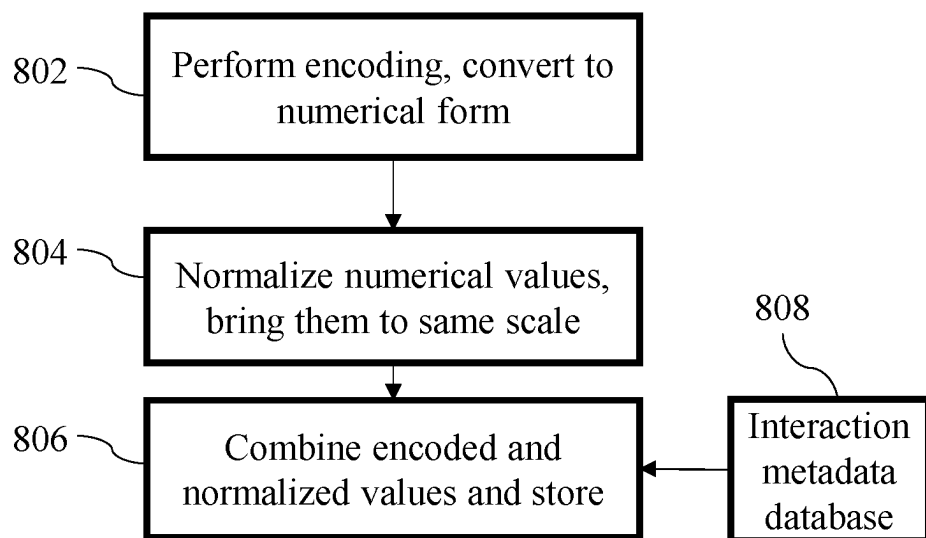 802
Perform encoding, convert to
numerical form
804
Normalize numerical values,
bring them to same scale
806
Combine encoded and
normalized values and store
808
Interaction
metadata
database